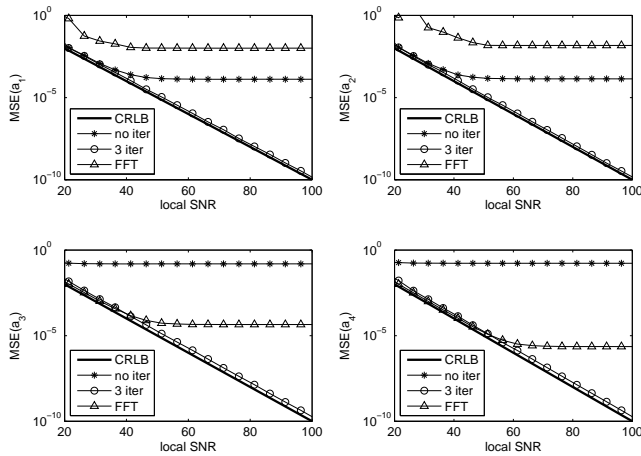 10^0
10^-5
10^-10
MSE(a_1)
20 40 60 80 100
local SNR
CRLB
no iter
3 iter
FFT
10^0
10^-5
10^-10
MSE(a_2)
20 40 60 80 100
local SNR
CRLB
no iter
3 iter
FFT
10^0
10^-5
10^-10
MSE(a_3)
20 40 60 80 100
local SNR
CRLB
no iter
3 iter
FFT
10^0
10^-5
10^-10
MSE(a_4)
20 40 60 80 100
local SNR
CRLB
no iter
3 iter
FFT